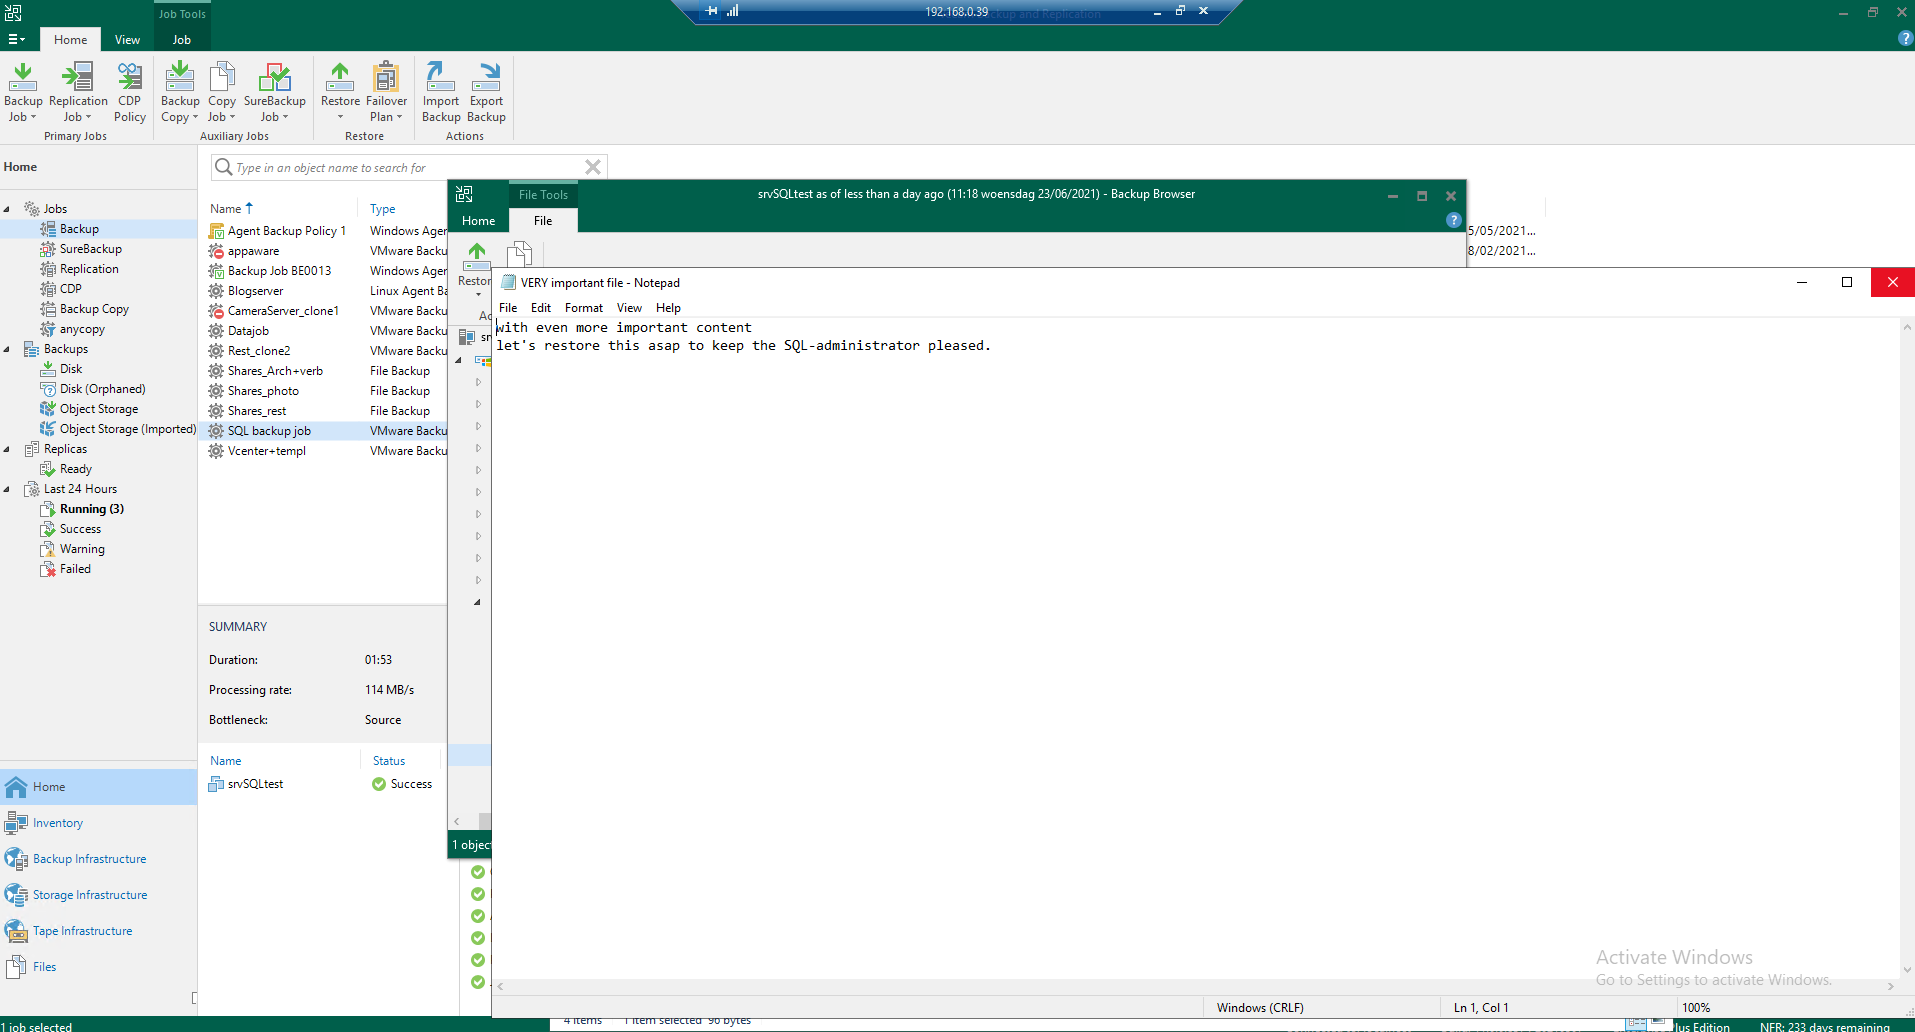 Job Tools
192.168.0.39
Backup and Replication
Home
View
Job
Backup Job
Replication Job
CDP Policy
Backup Copy
Copy Job
SureBackup Job
Restore
Failover Plan
Import Backup
Export Backup
Primary Jobs
Auxiliary Jobs
Restore
Actions
Home
Type in an object name to search for
Jobs
Backup
SureBackup
Replication
CDP
Backup Copy
anycopy
Backups
Disk
Disk (Orphaned)
Object Storage
Object Storage (Imported)
Replicas
Ready
Last 24 Hours
Running (3)
Success
Warning
Failed
Home
Inventory
Backup Infrastructure
Storage Infrastructure
Tape Infrastructure
Files
1 job selected
Name Type
Agent Backup Policy 1 Windows Ager
appaware VMware Backu
Backup Job BE0013 Windows Ager
Blogserver Linux Agent Ba
CameraServer_clone1 VMware Backu
Datajob VMware Backu
Rest_clone2 VMware Backu
Shares_Arch+verb File Backup
Shares_photo File Backup
Shares_rest File Backup
SQL backup job VMware Backu
Vcenter+templ VMware Backu
5/05/2021...
8/02/2021...
SUMMARY
Duration: 01:53
Processing rate: 114 MB/s
Bottleneck: Source
Name Status
srvSQLtest Success
File Tools
srvSQLtest as of less than a day ago (11:18 woensdag 23/06/2021) - Backup Browser
Home
File
Restor
Ac
sr
1 object
VERY important file - Notepad
File Edit Format View Help
with even more important content
let's restore this asap to keep the SQL-administrator pleased.
Activate Windows
Go to Settings to activate Windows.
Windows (CRLF) Ln 1, Col 1 100%
4 items 1 item selected 96 bytes
Plus Edition NFR: 233 days remaining